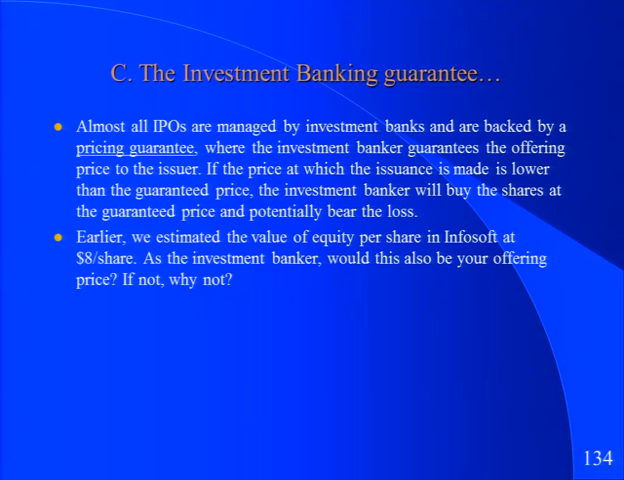 C. The Investment Banking guarantee…
Almost all IPOs are managed by investment banks and are backed by a
pricing guarantee, where the investment banker guarantees the offering
price to the issuer. If the price at which the issuance is made is lower
than the guaranteed price, the investment banker will buy the shares at
the guaranteed price and potentially bear the loss.
Earlier, we estimated the value of equity per share in Infosoft at
$8/share. As the investment banker, would this also be your offering
price? If not, why not?
134